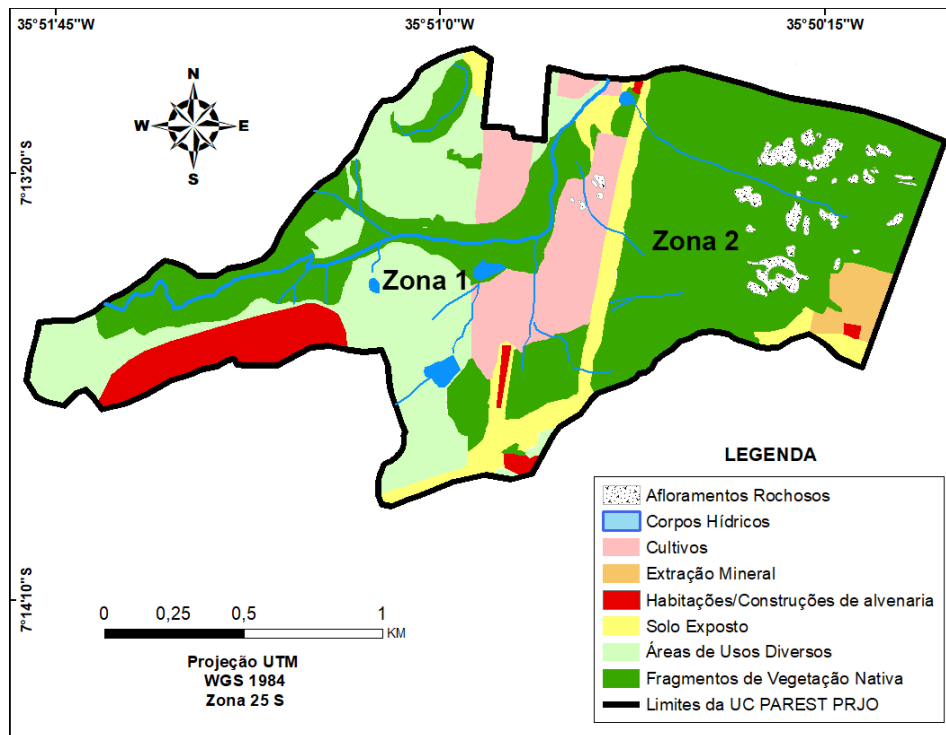 35°51'45"W
35°51'0"W
35°50'15"W
N
W
E
S
7°13'20"S
7°14'10"S
Zona 1
Zona 2
0
0,25
0,5
1
KM
Projeção UTM
WGS 1984
Zona 25 S
LEGENDA
Afloramentos Rochosos
Corpos Hídricos
Cultivos
Extração Mineral
Habitações/Construções de alvenaria
Solo Exposto
Áreas de Usos Diversos
Fragmentos de Vegetação Nativa
Limites da UC PAREST PRJO